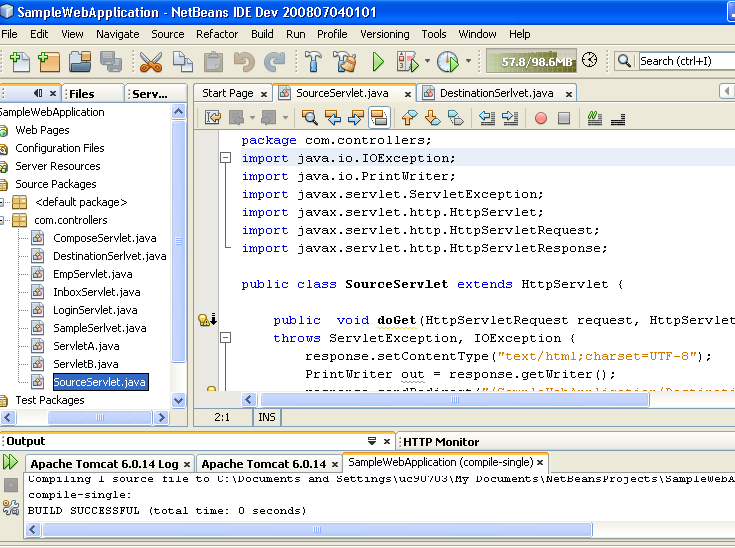 SampleWebApplication - NetBeans IDE Dev 200807040101
File Edit View Navigate Source Refactor Build Run Profile Versioning Tools Window Help
57.8/98.6MB
Search (ctrl+I)
Files
Serv...
Start Page
SourceServlet.java
DestinationSerlvet.java
SampleWebApplication
Web Pages
Configuration Files
Server Resources
Source Packages
<default package>
com.controllers
ComposeServlet.java
DestinationSerlvet.java
EmpServlet.java
InboxServlet.java
LoginServlet.java
SampleSerlvet.java
ServletA.java
ServletB.java
SourceServlet.java
Test Packages
package com.controllers;
import java.io.IOException;
import java.io.PrintWriter;
import javax.servlet.ServletException;
import javax.servlet.http.HttpServlet;
import javax.servlet.http.HttpServletRequest;
import javax.servlet.http.HttpServletResponse;
public class SourceServlet extends HttpServlet {
public void doGet(HttpServletRequest request, HttpServlet
throws ServletException, IOException {
response.setContentType("text/html;charset=UTF-8");
PrintWriter out = response.getWriter();
response.sendRedirect("/SampleWebApplication/Destinati
2:1 INS
Output
HTTP Monitor
Apache Tomcat 6.0.14 Log
Apache Tomcat 6.0.14
SampleWebApplication (compile-single)
Compiling 1 source file to C:\Documents and Settings\uc90703\My Documents\NetBeansProjects\SampleWebA
compile-single:
BUILD SUCCESSFUL (total time: 0 seconds)